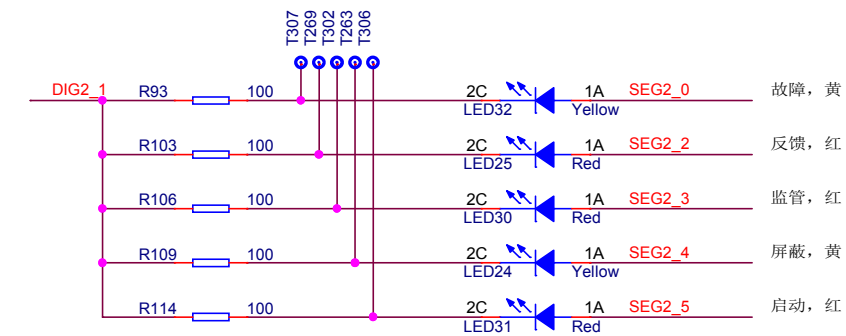 T307
T269
T302
T263
T306
DIG2_1 R93 100 2C 1A SEG2_0 故障，黄
LED32 Yellow
R103 100 2C 1A SEG2_2 反馈，红
LED25 Red
R106 100 2C 1A SEG2_3 监管，红
LED30 Red
R109 100 2C 1A SEG2_4 屏蔽，黄
LED24 Yellow
R114 100 2C 1A SEG2_5 启动，红
LED31 Red